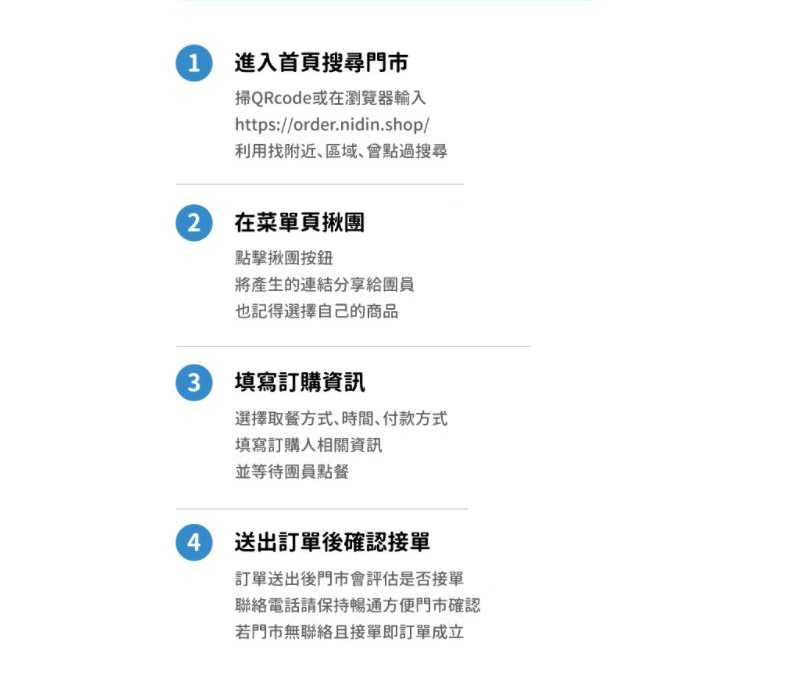 1
進入首頁搜尋門市
掃QRcode或在瀏覽器輸入
https://order.nidin.shop/
利用找附近、區域、曾點過搜尋
2
在菜單頁揪團
點擊揪團按鈕
將產生的連結分享給團員
也記得選擇自己的商品
3
填寫訂購資訊
選擇取餐方式、時間、付款方式
填寫訂購人相關資訊
並等待團員點餐
4
送出訂單後確認接單
訂單送出後門市會評估是否接單
聯絡電話請保持暢通方便門市確認
若門市無聯絡且接單即訂單成立